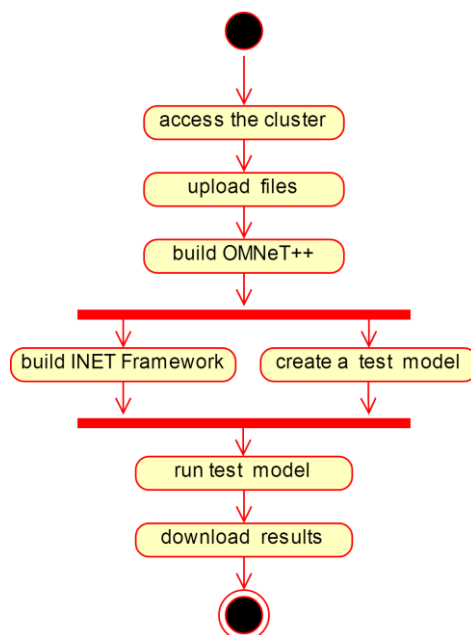 access the cluster
upload files
build OMNeT++
build INET Framework
create a test model
run test model
download results